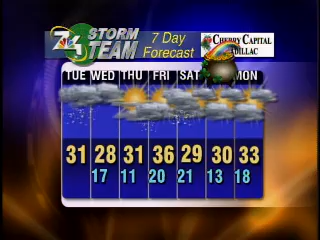 7&4 STORM TEAM
7 Day Forecast
CHERRY CAPITAL
CADILLAC
TUE WED THU FRI SAT MON
31 28 31 36 29 30 33
17 11 20 21 13 18